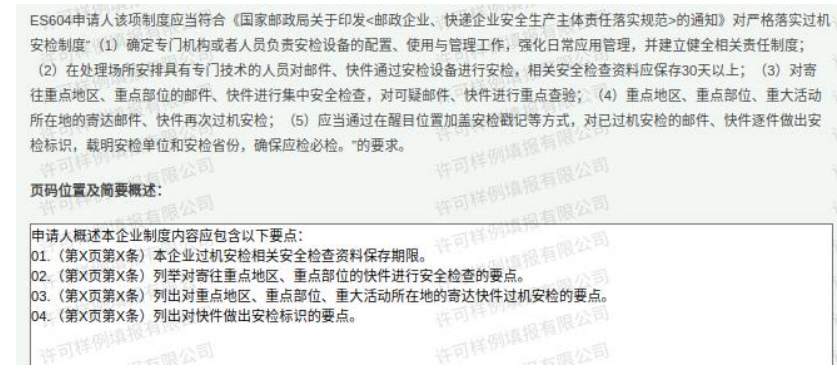 ES604申请人该项制度应当符合《国家邮政局关于印发<邮政企业、快递企业安全生产主体责任落实规范>的通知》对严格落实过机
安检制度"（1）确定专门机构或者人员负责安检设备的配置、使用与管理工作，强化日常应用管理，并建立健全相关责任制度；
（2）在处理场所安排具有专门技术的人员对邮件、快件通过安检设备进行安检，相关安全检查资料应保存30天以上；（3）对寄
往重点地区、重点部位的邮件、快件进行集中安全检查，对可疑邮件、快件进行重点查验；（4）重点地区、重点部位、重大活动
所在地的寄达邮件、快件再次过机安检；（5）应当通过在醒目位置加盖安检戳记等方式，对已过机安检的邮件、快件逐件做出安
检标识，载明安检单位和安检省份，确保应检必检。"的要求。
页码位置及简要概述：
申请人概述本企业制度内容应包含以下要点：
01.（第X页第X条）本企业过机安检相关安全检查资料保存期限。
02.（第X页第X条）列举对寄往重点地区、重点部位的快件进行安全检查的要点。
03.（第X页第X条）列出对重点地区、重点部位、重大活动所在地的寄达快件过机安检的要点。
04.（第X页第X条）列出对快件做出安检标识的要点。
许可样例填报有限公司